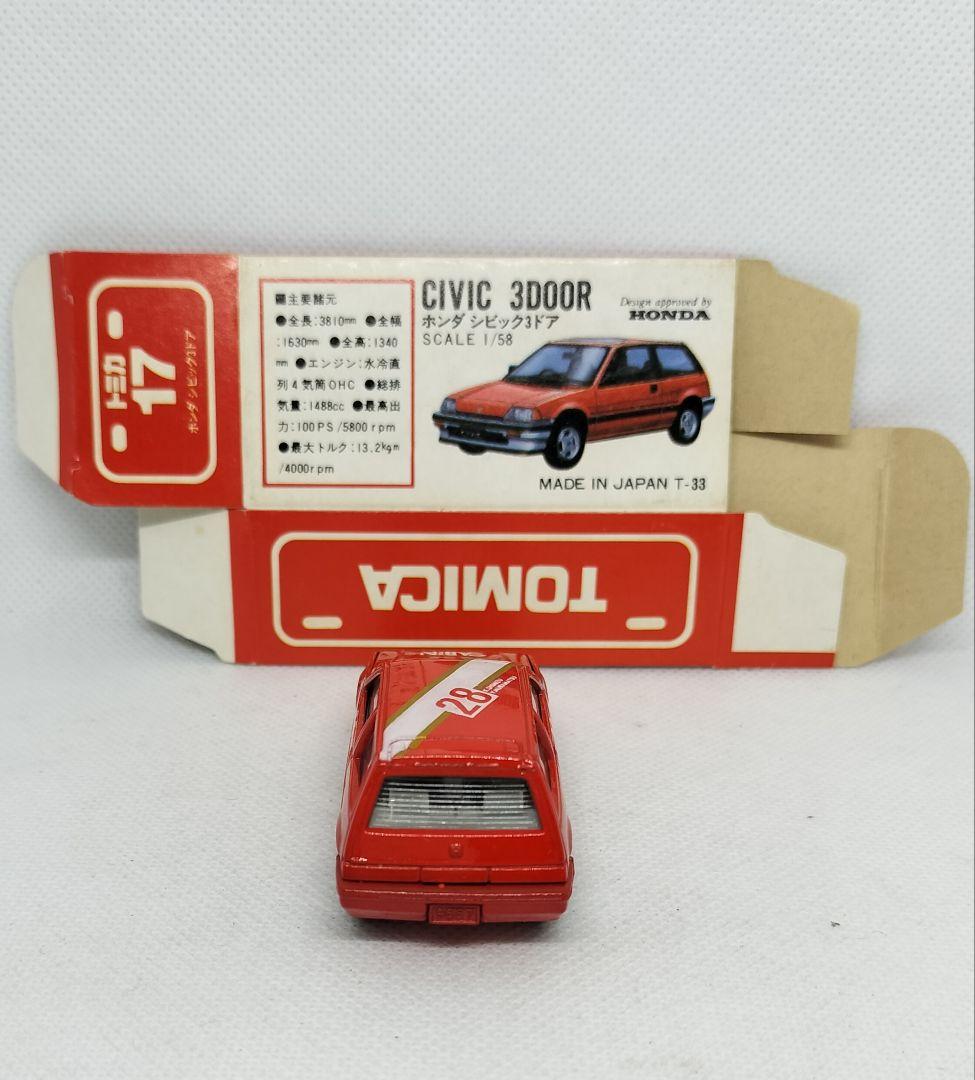 トミカ
17
ホンダ シビック3ドア
■主要諸元
●全長:3810mm ●全幅
:1630mm ●全高:1340
mm ●エンジン:水冷直
列4気筒OHC ●総排
気量:1488cc ●最高出
力:100PS/5800rpm
●最大トルク:13.2kgm
/4000rpm
CIVIC 3DOOR
ホンダ シビック3ドア
SCALE 1/58
Design approved by
HONDA
MADE IN JAPAN T-33
TOMICA
28